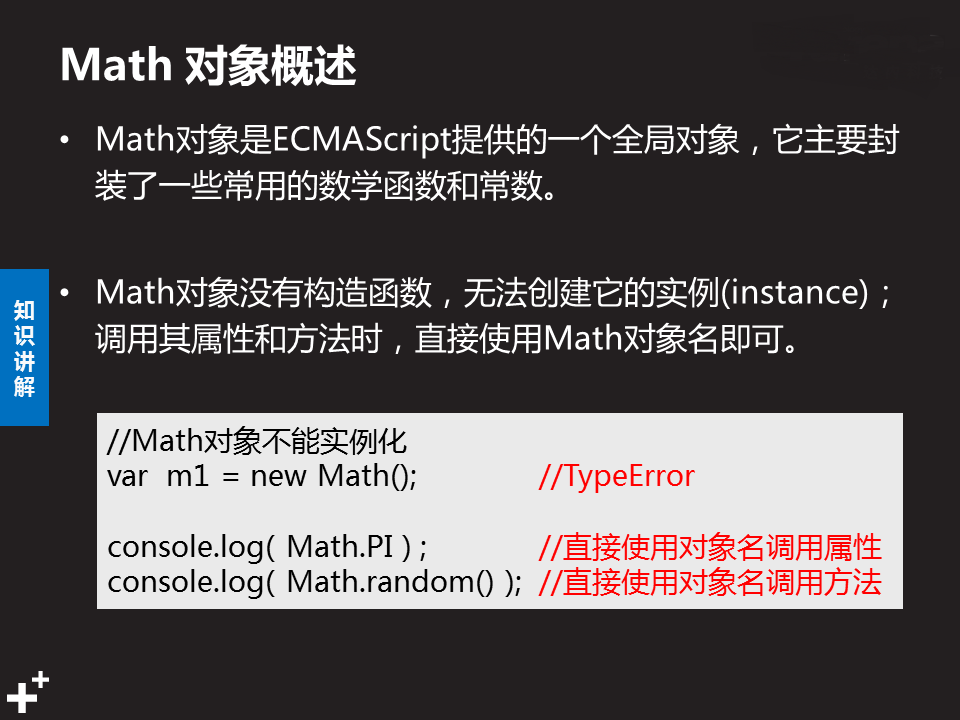 Math 对象概述
• Math对象是ECMAScript提供的一个全局对象，它主要封
装了一些常用的数学函数和常数。
• Math对象没有构造函数，无法创建它的实例(instance)；
调用其属性和方法时，直接使用Math对象名即可。
知
识
讲
解
//Math对象不能实例化
var m1 = new Math(); //TypeError
console.log( Math.PI ) ; //直接使用对象名调用属性
console.log( Math.random() ); //直接使用对象名调用方法